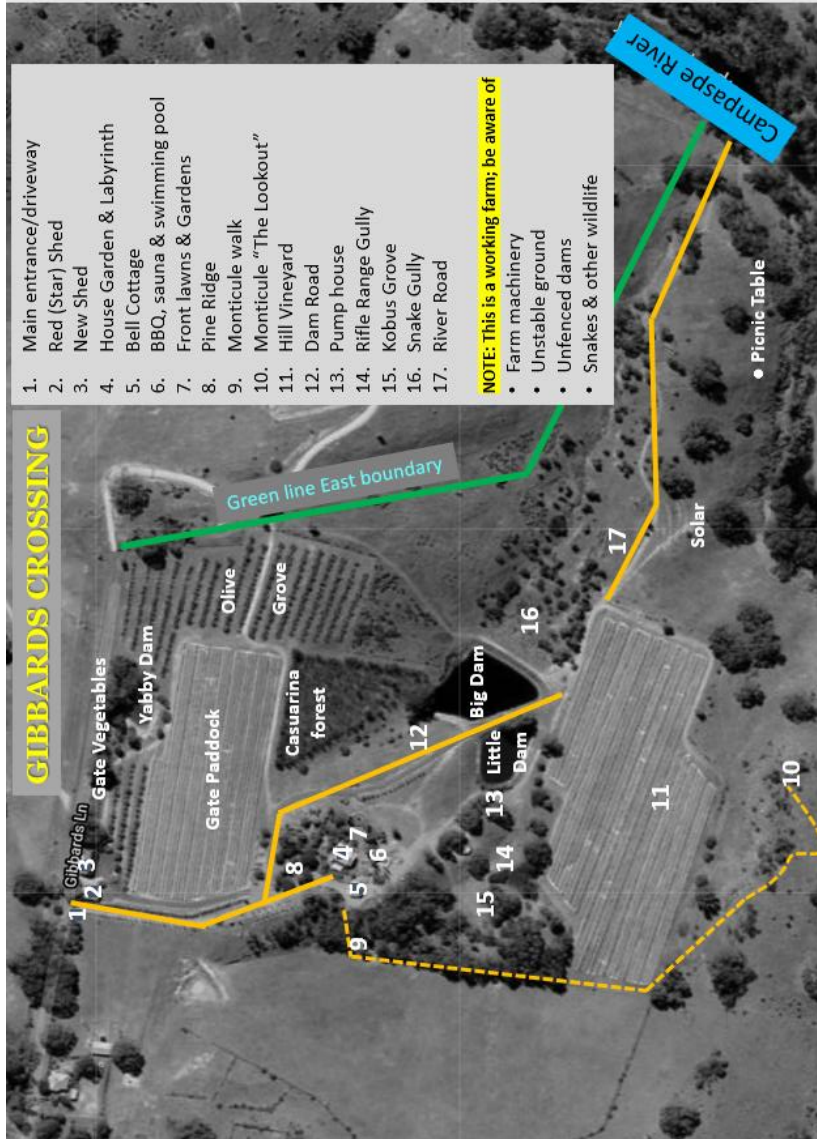 GIBBARDS CROSSING
1. Main entrance/driveway
2. Red (Star) Shed
3. New Shed
4. House Garden & Labyrinth
5. Bell Cottage
6. BBQ, sauna & swimming pool
7. Front lawns & Gardens
8. Pine Ridge
9. Monticule walk
10. Monticule “The Lookout”
11. Hill Vineyard
12. Dam Road
13. Pump house
14. Rifle Range Gully
15. Kobus Grove
16. Snake Gully
17. River Road
NOTE: This is a working farm; be aware of
• Farm machinery
• Unstable ground
• Unfenced dams
• Snakes & other wildlife
Gibbards Ln
1
2
3
Gate Vegetables
Yabby Dam
Gate Paddock
Olive
Grove
Green line East boundary
Casuarina
forest
8
4
7
5
6
9
12
Big Dam
Little
Dam
13
14
15
16
17
Solar
11
10
Picnic Table
Campaspe River